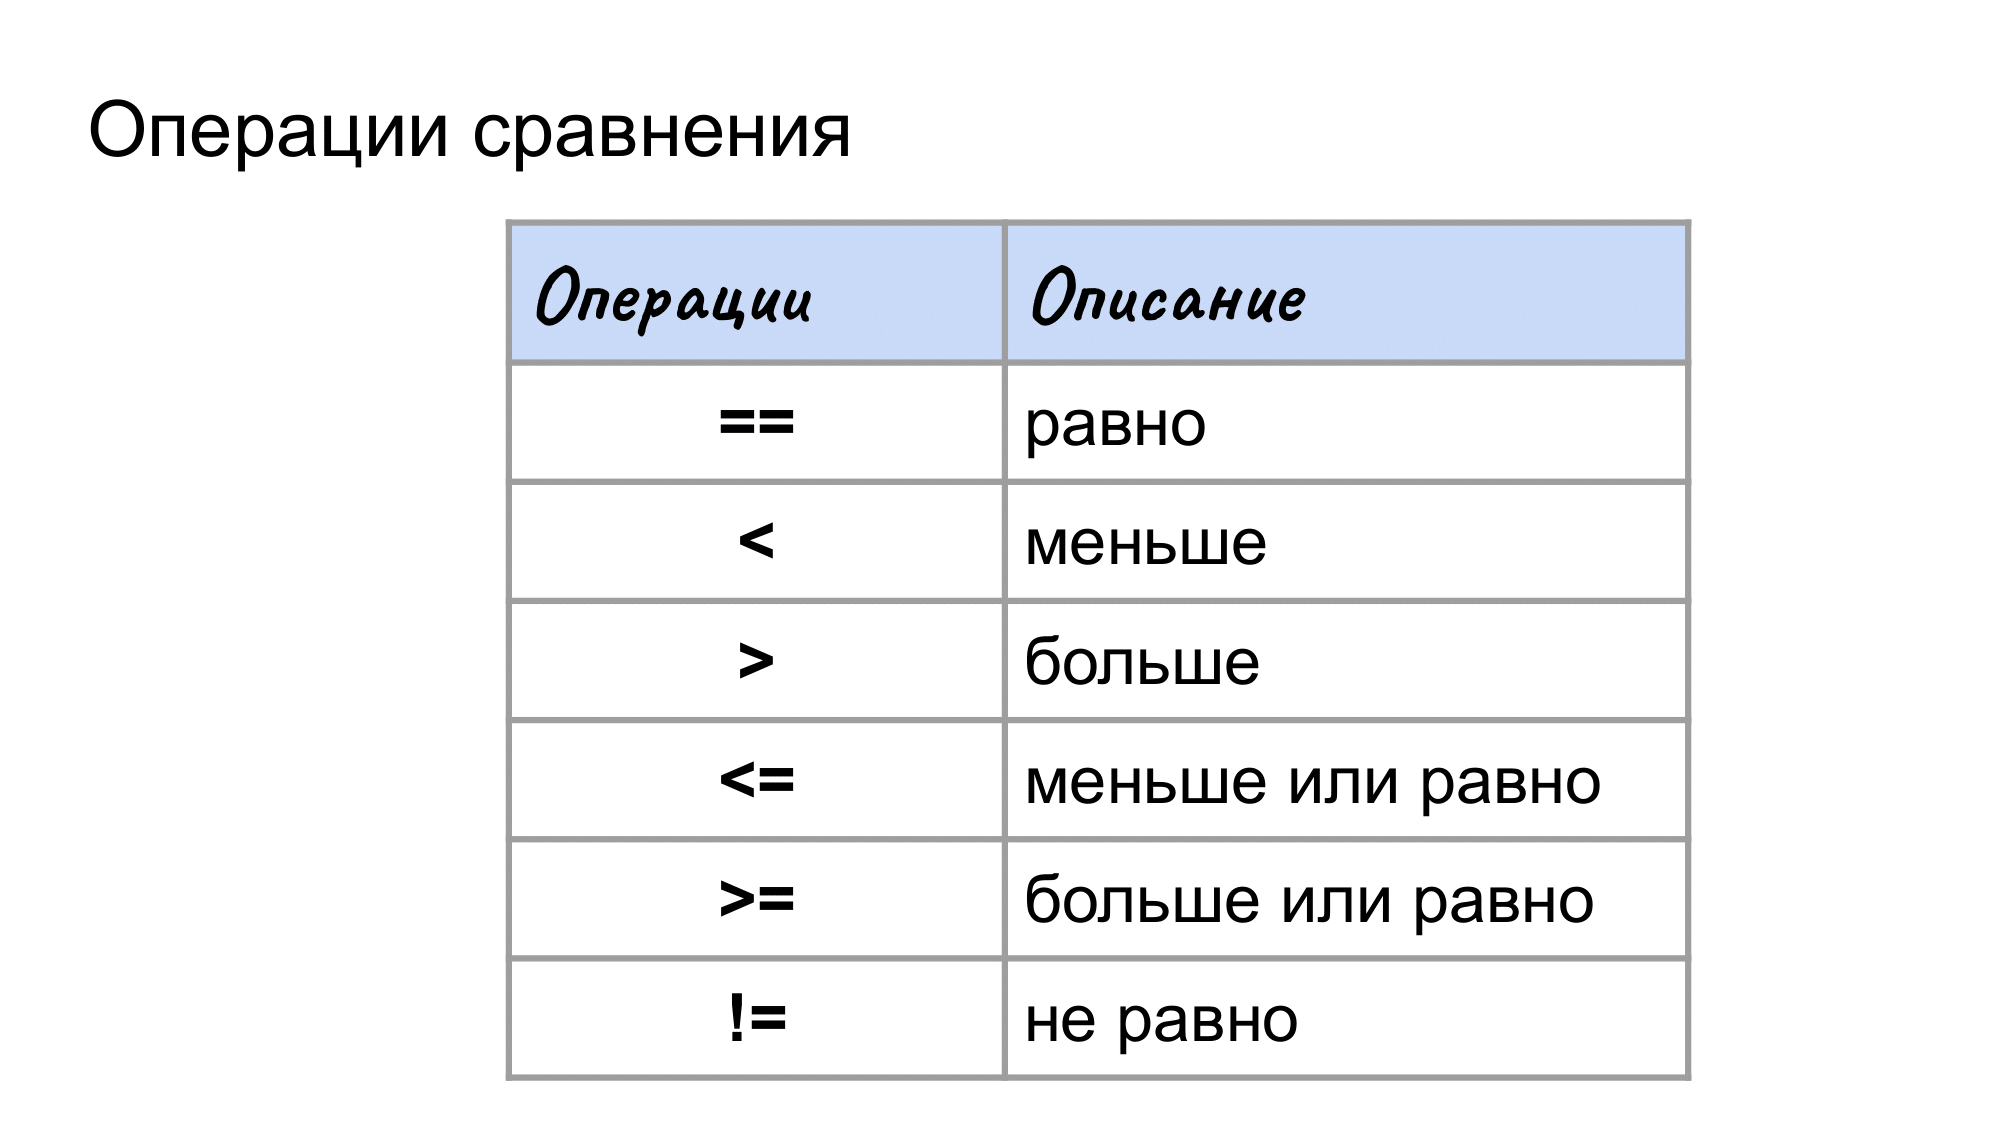 Операции сравнения
Операции Описание
== равно
< меньше
> больше
<= меньше или равно
>= больше или равно
!= не равно